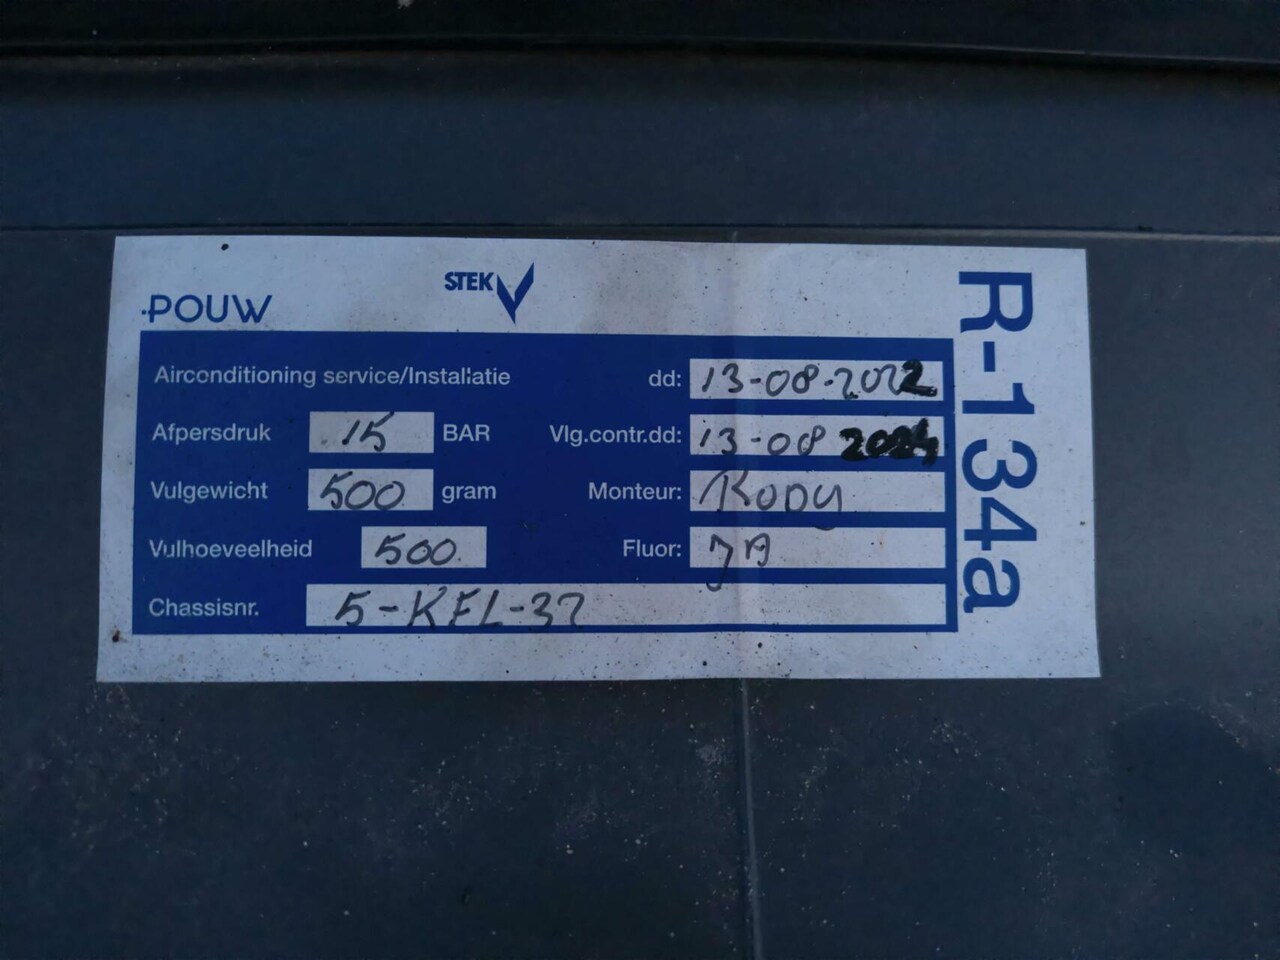 POUW
STEK
R-134a
Airconditioning service/Installatie dd: 13-08-2022
Afpersdruk 15 BAR Vlg.contr.dd: 13-08 2024
Vulgewicht 500 gram Monteur: Rody
Vulhoeveelheid 500 Fluor: JA
Chassisnr. 5-KFL-37